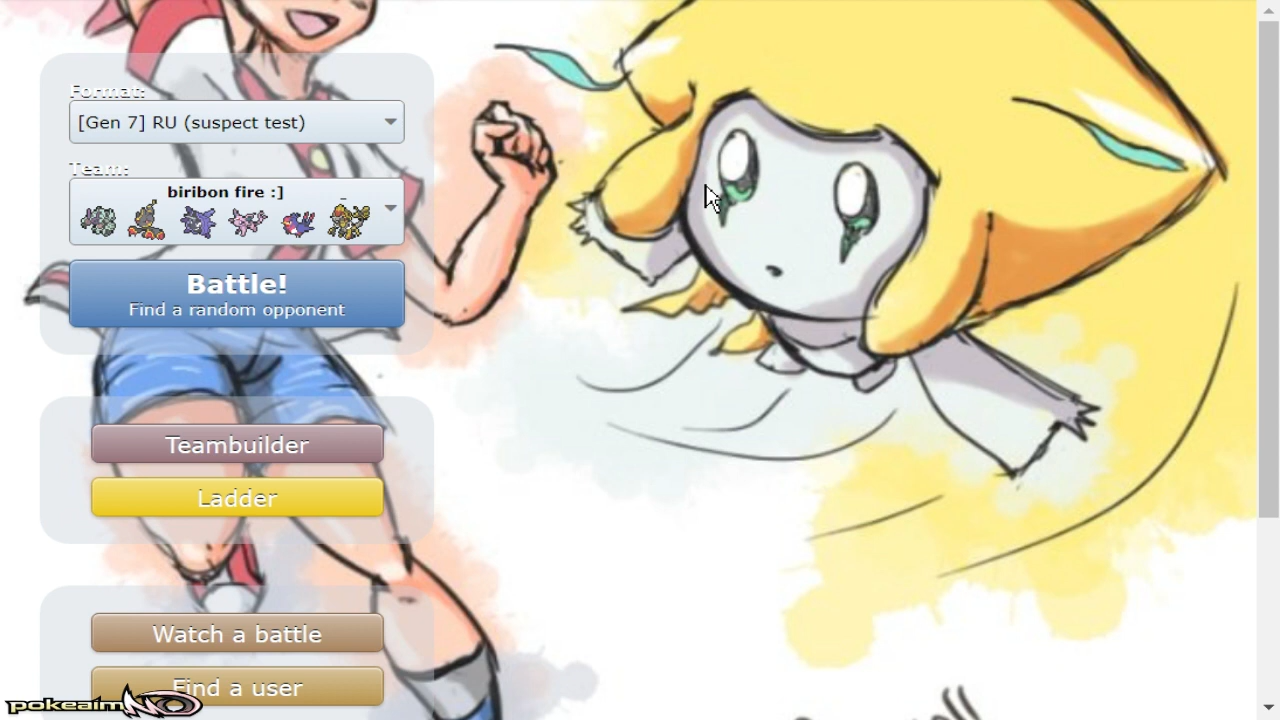 Format:
[Gen 7] RU (suspect test)
Team:
biribon fire :]
Battle!
Find a random opponent
Teambuilder
Ladder
Watch a battle
Find a user
pokeaimMD